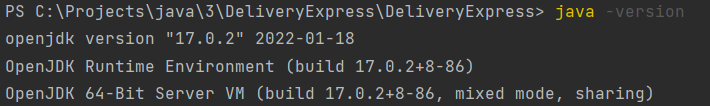 PS C:\Projects\java\3\DeliveryExpress\DeliveryExpress> java -version
openjdk version "17.0.2" 2022-01-18
OpenJDK Runtime Environment (build 17.0.2+8-86)
OpenJDK 64-Bit Server VM (build 17.0.2+8-86, mixed mode, sharing)